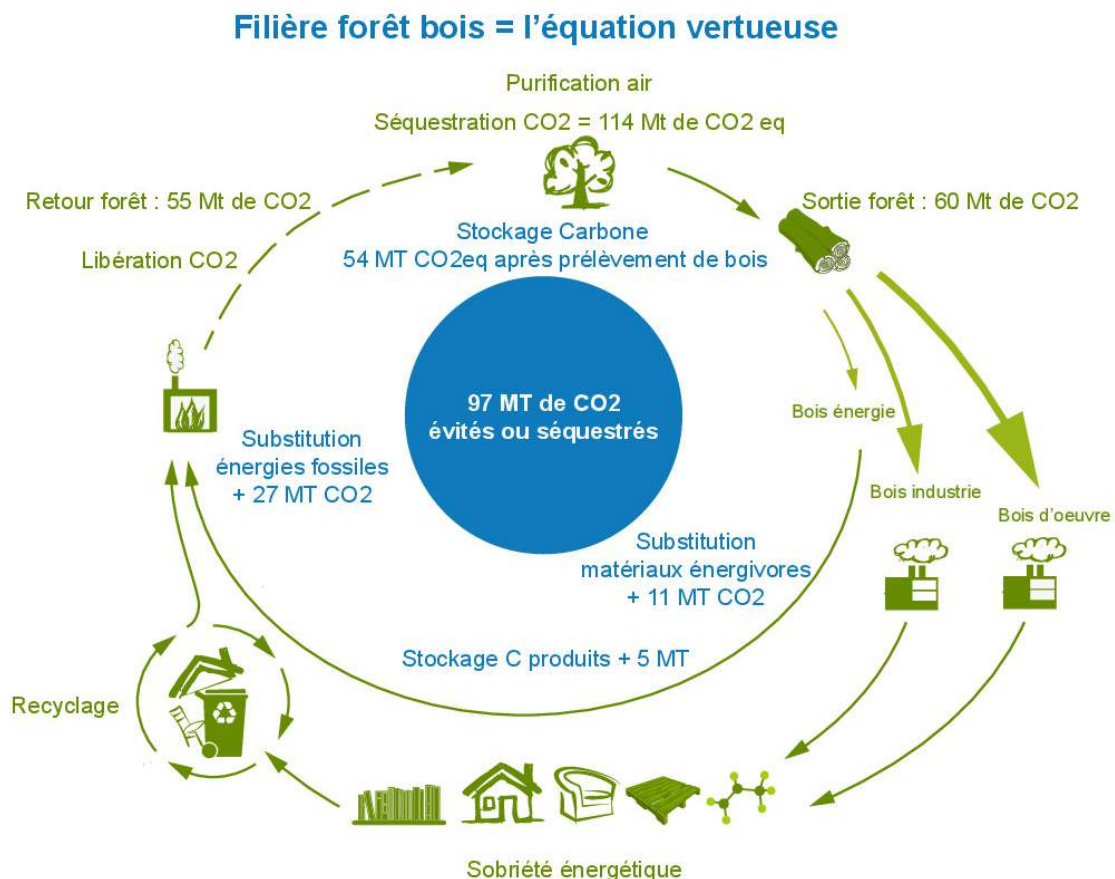 Filière forêt bois = l'équation vertueuse
Purification air
Séquestration CO2 = 114 Mt de CO2 eq
Retour forêt : 55 Mt de CO2
Sortie forêt : 60 Mt de CO2
Stockage Carbone
54 MT CO2eq après prélèvement de bois
Libération CO2
97 MT de CO2
évités ou séquestrés
Bois énergie
Substitution
énergies fossiles
+ 27 MT CO2
Bois industrie
Bois d'oeuvre
Substitution
matériaux énergivores
+ 11 MT CO2
Stockage C produits + 5 MT
Recyclage
Sobriété énergétique